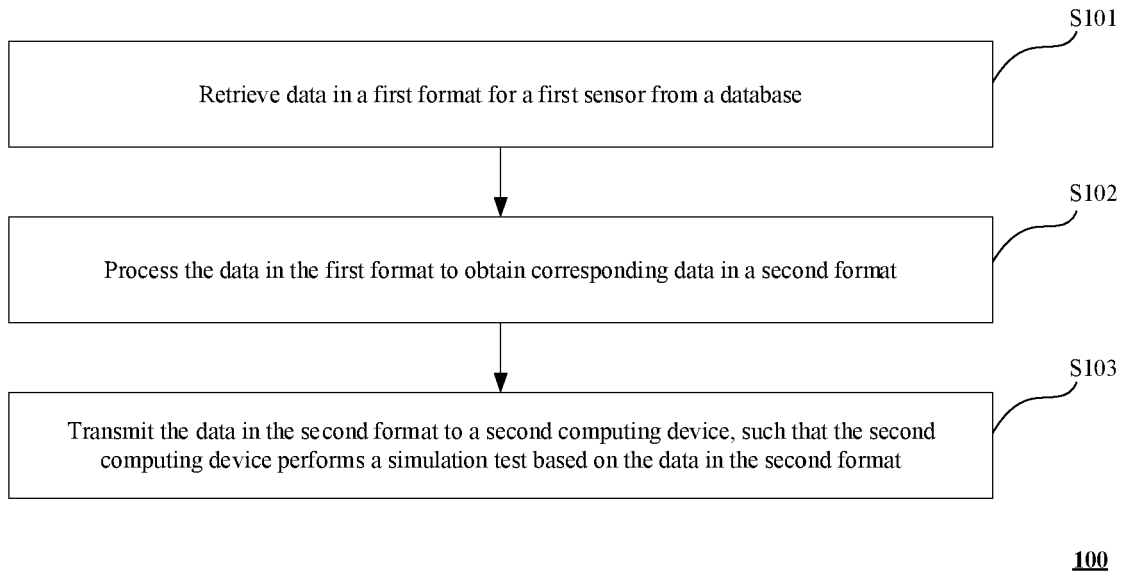 S101
Retrieve data in a first format for a first sensor from a database
S102
Process the data in the first format to obtain corresponding data in a second format
S103
Transmit the data in the second format to a second computing device, such that the second
computing device performs a simulation test based on the data in the second format
100